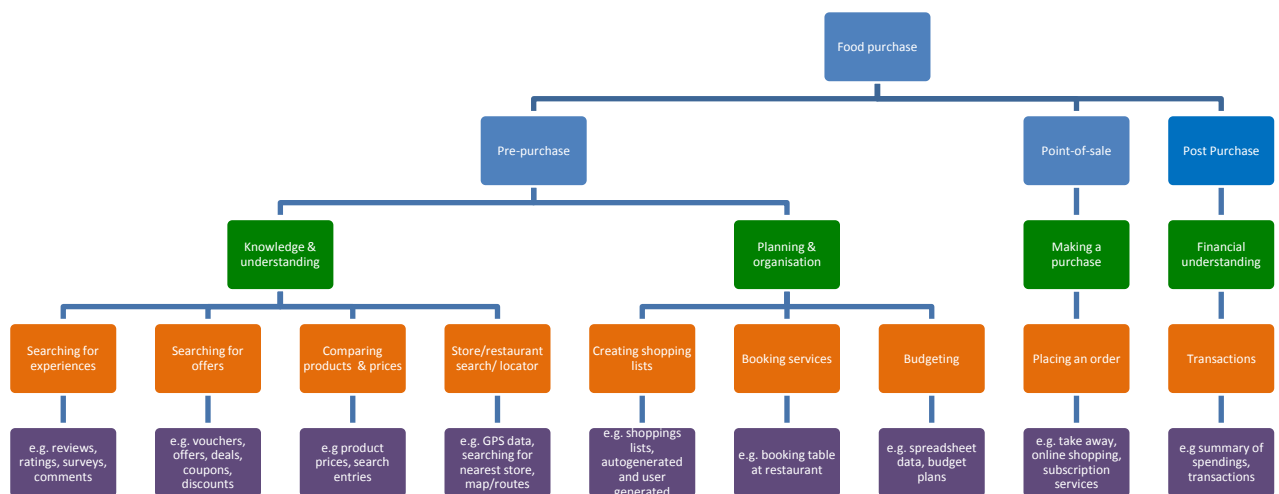 Food purchase
Pre-purchase
Point-of-sale
Post Purchase
Knowledge &
understanding
Planning &
organisation
Making a
purchase
Financial
understanding
Searching for
experiences
Searching for
offers
Comparing
products & prices
Store/restaurant
search/ locator
Creating shopping
lists
Booking services
Budgeting
Placing an order
Transactions
e.g. reviews,
ratings, surveys,
comments
e.g. vouchers,
offers, deals,
coupons,
discounts
e.g product
prices, search
entries
e.g. GPS data,
searching for
nearest store,
map/routes
e.g. shoppings
lists,
autogenerated
and user
generated
e.g. booking table
at restaurant
e.g. spreadsheet
data, budget
plans
e.g. take away,
online shopping,
subscription
services
e.g summary of
spendings,
transactions